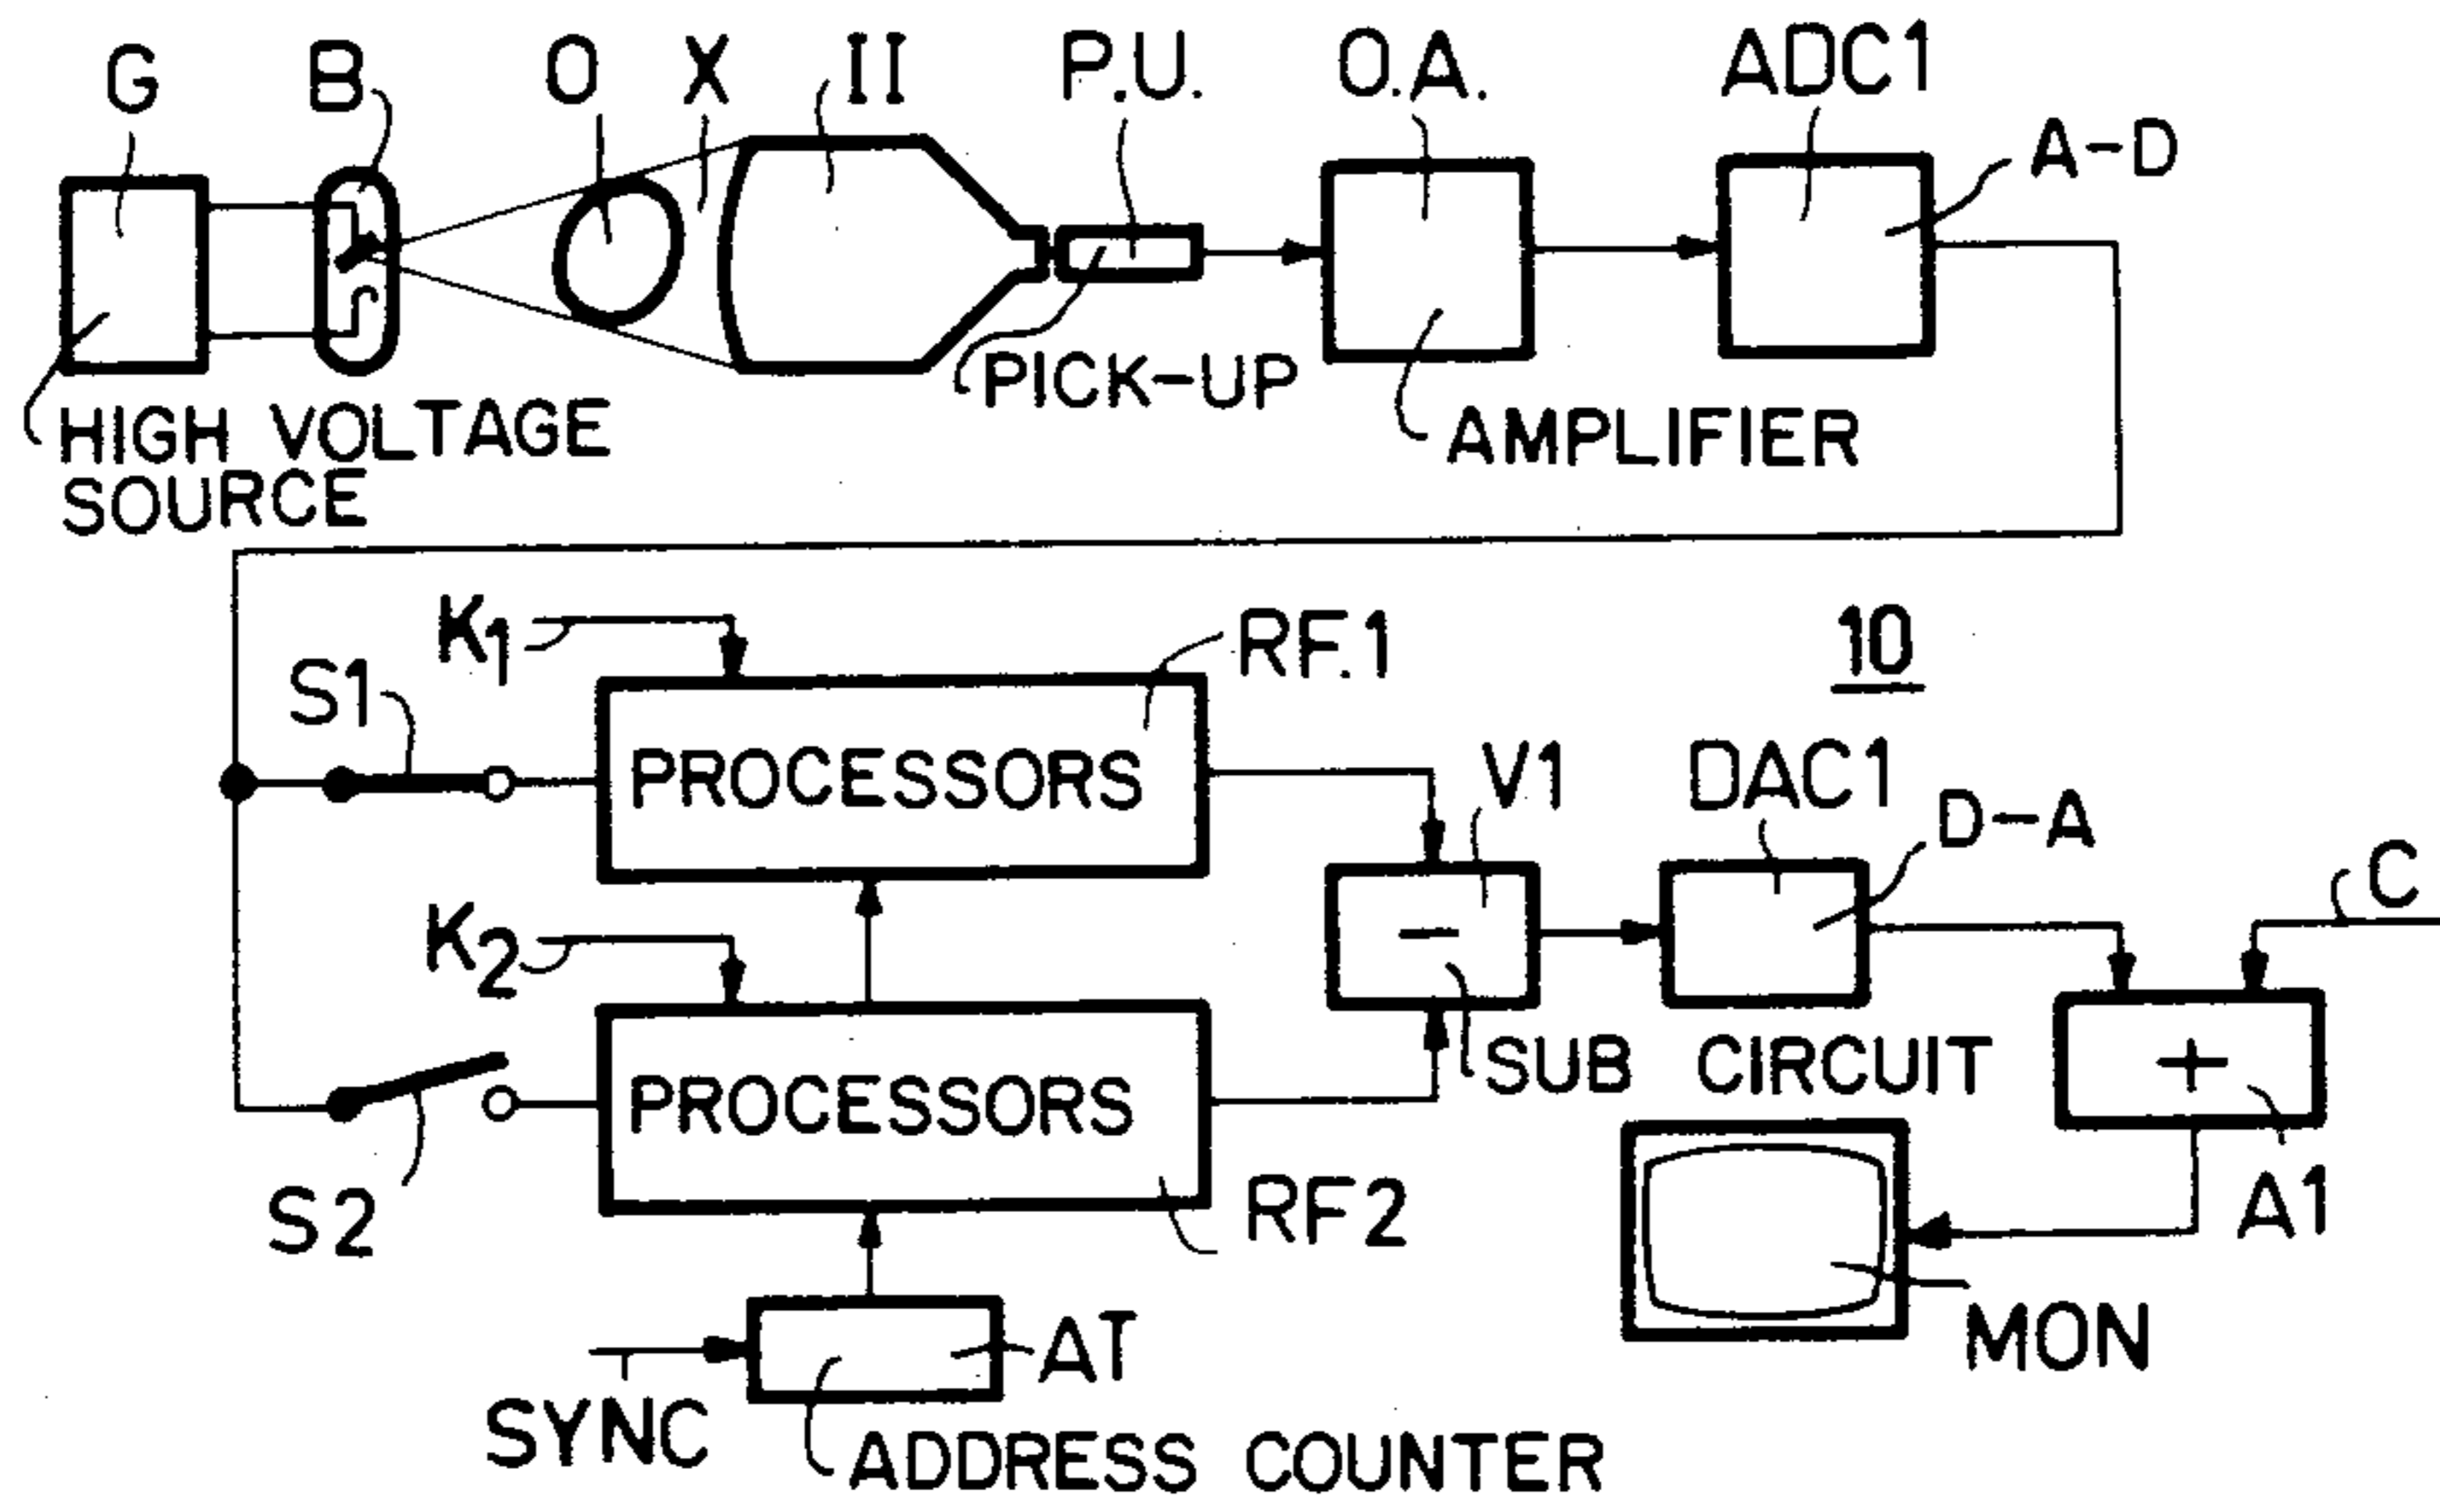 G B O X II P.U. O.A. ADC1
A-D
PICK-UP
HIGH VOLTAGE
SOURCE
AMPLIFIER
K1
RF.1
10
S1
PROCESSORS
V1
DAC1
D-A
C
K2
-
SUB CIRCUIT
+
PROCESSORS
S2
RF2
A1
MON
AT
SYNC
ADDRESS COUNTER